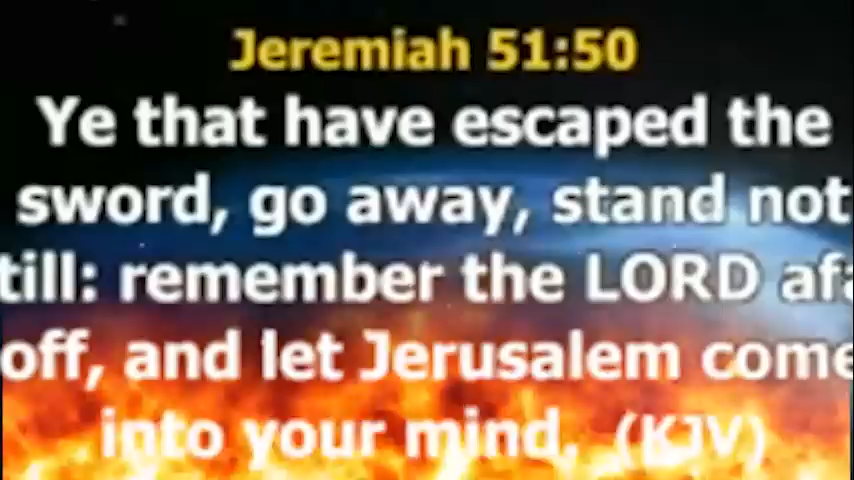 Jeremiah 51:50
Ye that have escaped the
sword, go away, stand not
till: remember the LORD afa
off, and let Jerusalem come
into your mind. (KJV)